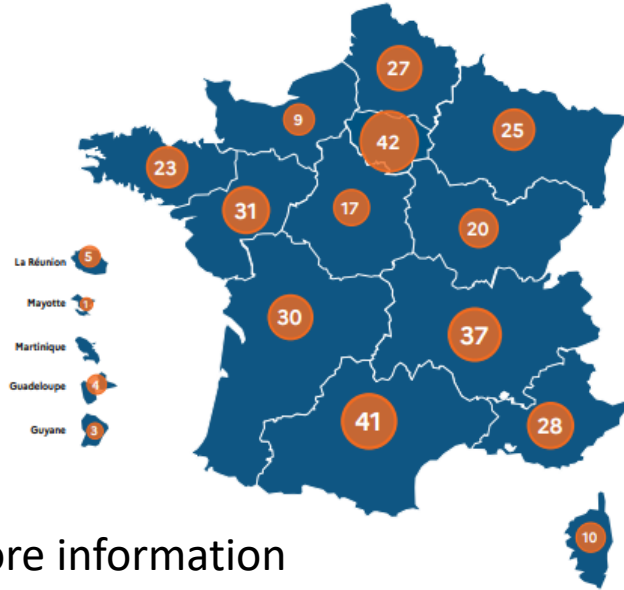 27
9
42
25
23
31
17
20
La Réunion 5
Mayotte 1
30
37
Martinique
Guadeloupe 4
41
28
Guyane 3
10
ore information